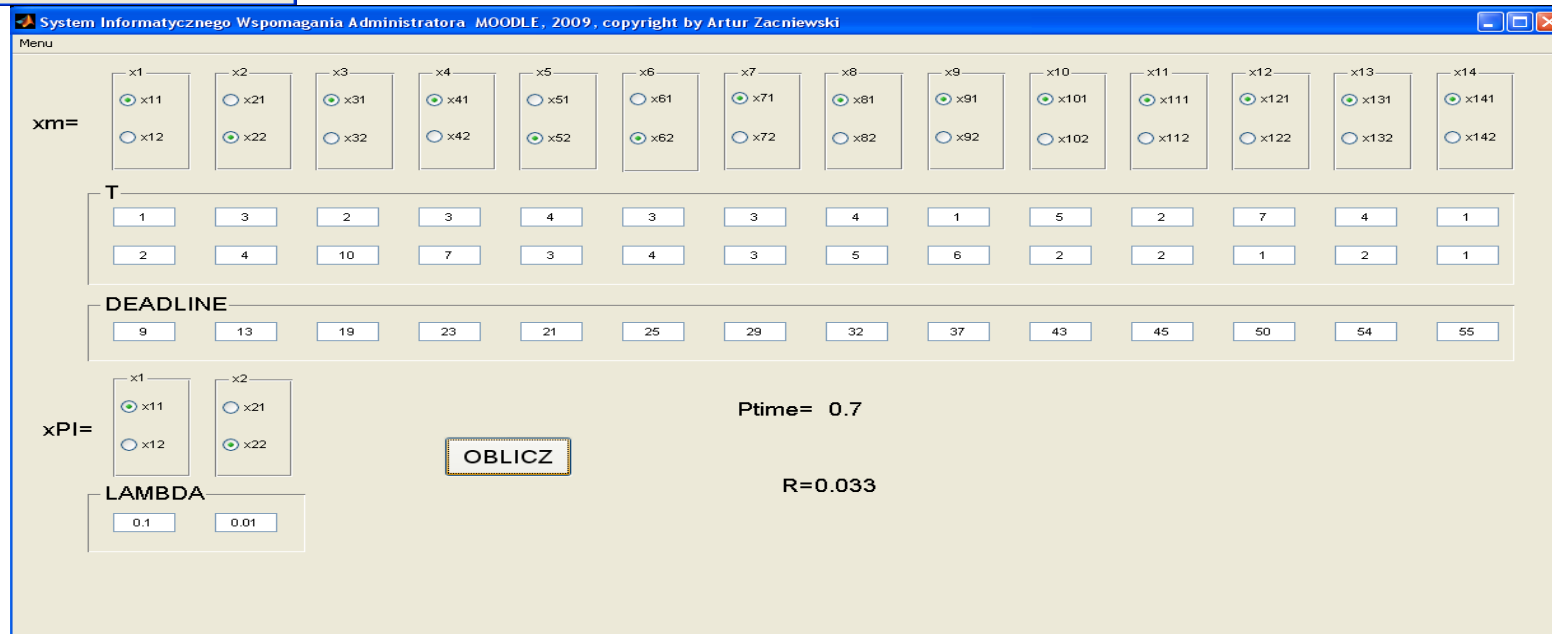 System Informatycznego Wspomagania Administratora MOODLE, 2009, copyright by Artur Zacniewski
Menu
x1 x2 x3 x4 x5 x6 x7 x8 x9 x10 x11 x12 x13 x14
x11 x21 x31 x41 x51 x61 x71 x81 x91 x101 x111 x121 x131 x141
xm=
x12 x22 x32 x42 x52 x62 x72 x82 x92 x102 x112 x122 x132 x142
T
1 3 2 3 4 3 3 4 1 5 2 7 4 1
2 4 10 7 3 4 3 5 6 2 2 1 2 1
DEADLINE
9 13 19 23 21 25 29 32 37 43 45 50 54 55
x1 x2
x11 x21 Ptime= 0.7
xPI=
x12 x22 OBLICZ
R=0.033
LAMBDA
0.1 0.01